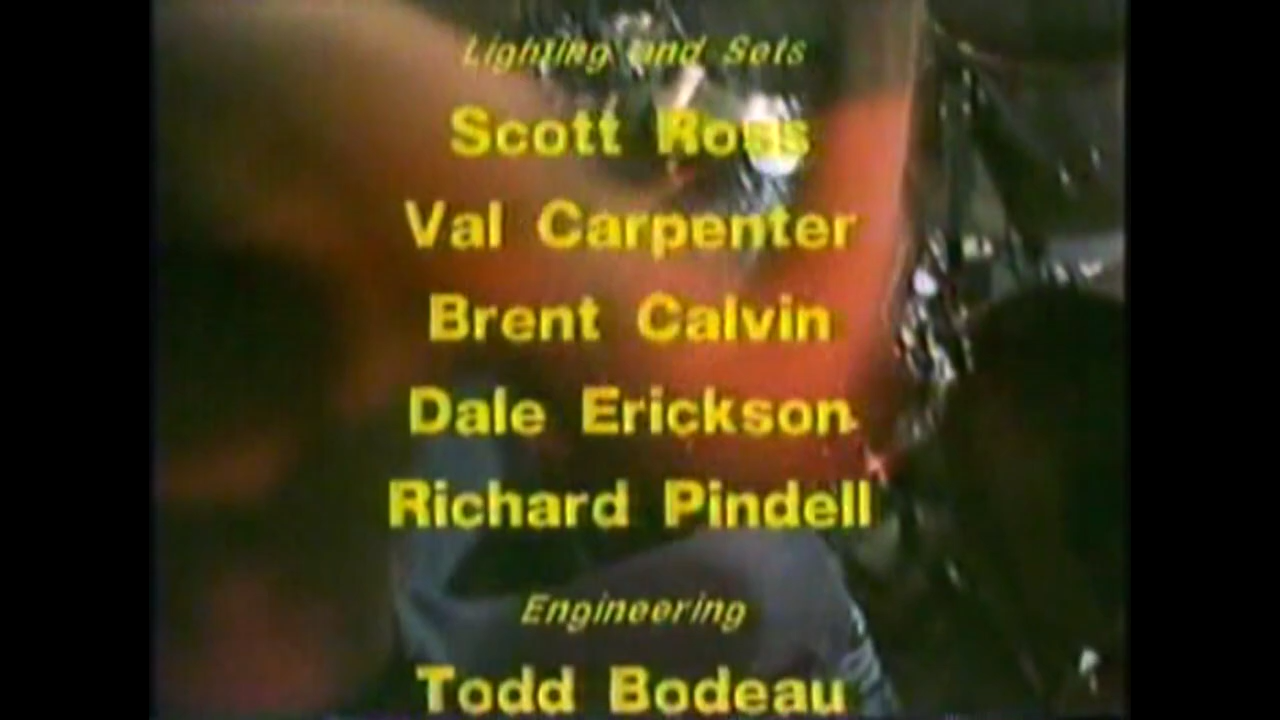 Lighting and Sets
Scott Ross
Val Carpenter
Brent Calvin
Dale Erickson
Richard Pindell
Engineering
Todd Bodeau